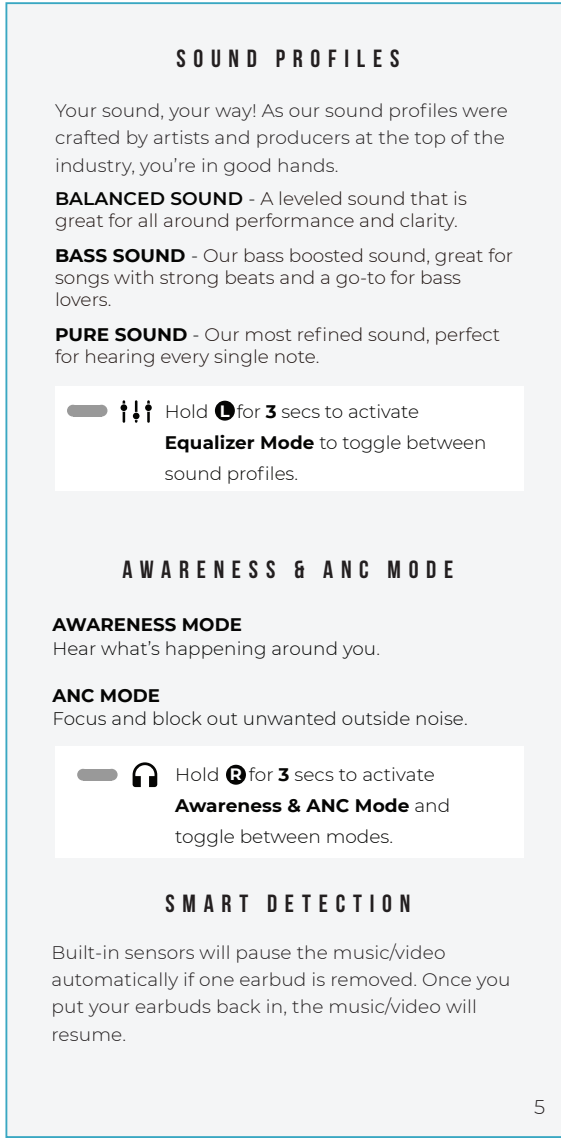 SOUND PROFILES
Your sound, your way! As our sound profiles were
crafted by artists and producers at the top of the
industry, you’re in good hands.
BALANCED SOUND - A leveled sound that is
great for all around performance and clarity.
BASS SOUND - Our bass boosted sound, great for
songs with strong beats and a go-to for bass
lovers.
PURE SOUND - Our most refined sound, perfect
for hearing every single note.
Hold L for 3 secs to activate
Equalizer Mode to toggle between
sound profiles.
AWARENESS & ANC MODE
AWARENESS MODE
Hear what’s happening around you.
ANC MODE
Focus and block out unwanted outside noise.
Hold R for 3 secs to activate
Awareness & ANC Mode and
toggle between modes.
SMART DETECTION
Built-in sensors will pause the music/video
automatically if one earbud is removed. Once you
put your earbuds back in, the music/video will
resume.
5